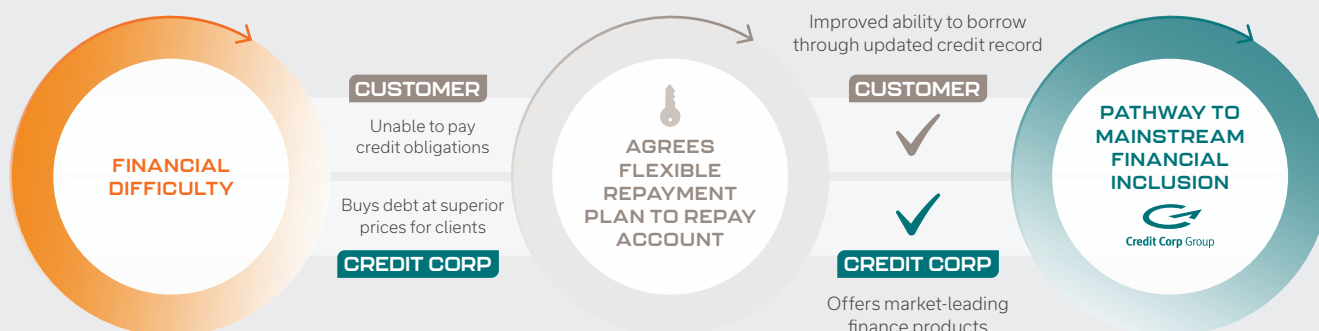 FINANCIAL
DIFFICULTY
CUSTOMER
Unable to pay
credit obligations
Buys debt at superior
prices for clients
CREDIT CORP
AGREES
FLEXIBLE
REPAYMENT
PLAN TO REPAY
ACCOUNT
Improved ability to borrow
through updated credit record
CUSTOMER
CREDIT CORP
Offers market-leading
finance products
PATHWAY TO
MAINSTREAM
FINANCIAL
INCLUSION
Credit Corp Group